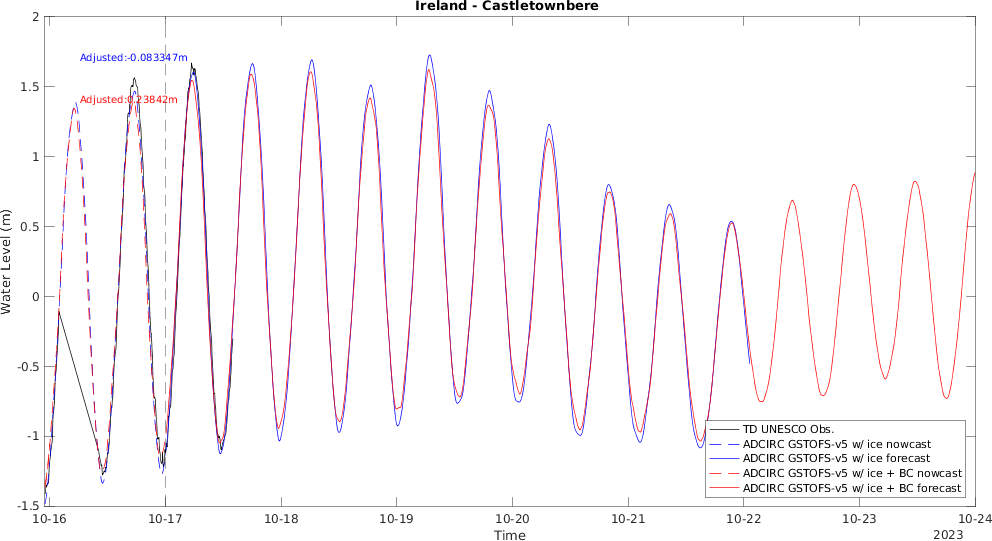 Ireland - Castletownbere
2
1.5
1
0.5
0
-0.5
-1
-1.5
Water Level (m)
Adjusted:-0.083347m
Adjusted:0.23842m
TD UNESCO Obs.
ADCIRC GSTOFS-v5 w/ ice nowcast
ADCIRC GSTOFS-v5 w/ ice forecast
ADCIRC GSTOFS-v5 w/ ice + BC nowcast
ADCIRC GSTOFS-v5 w/ ice + BC forecast
10-16 10-17 10-18 10-19 10-20 10-21 10-22 10-23 10-24
Time
2023